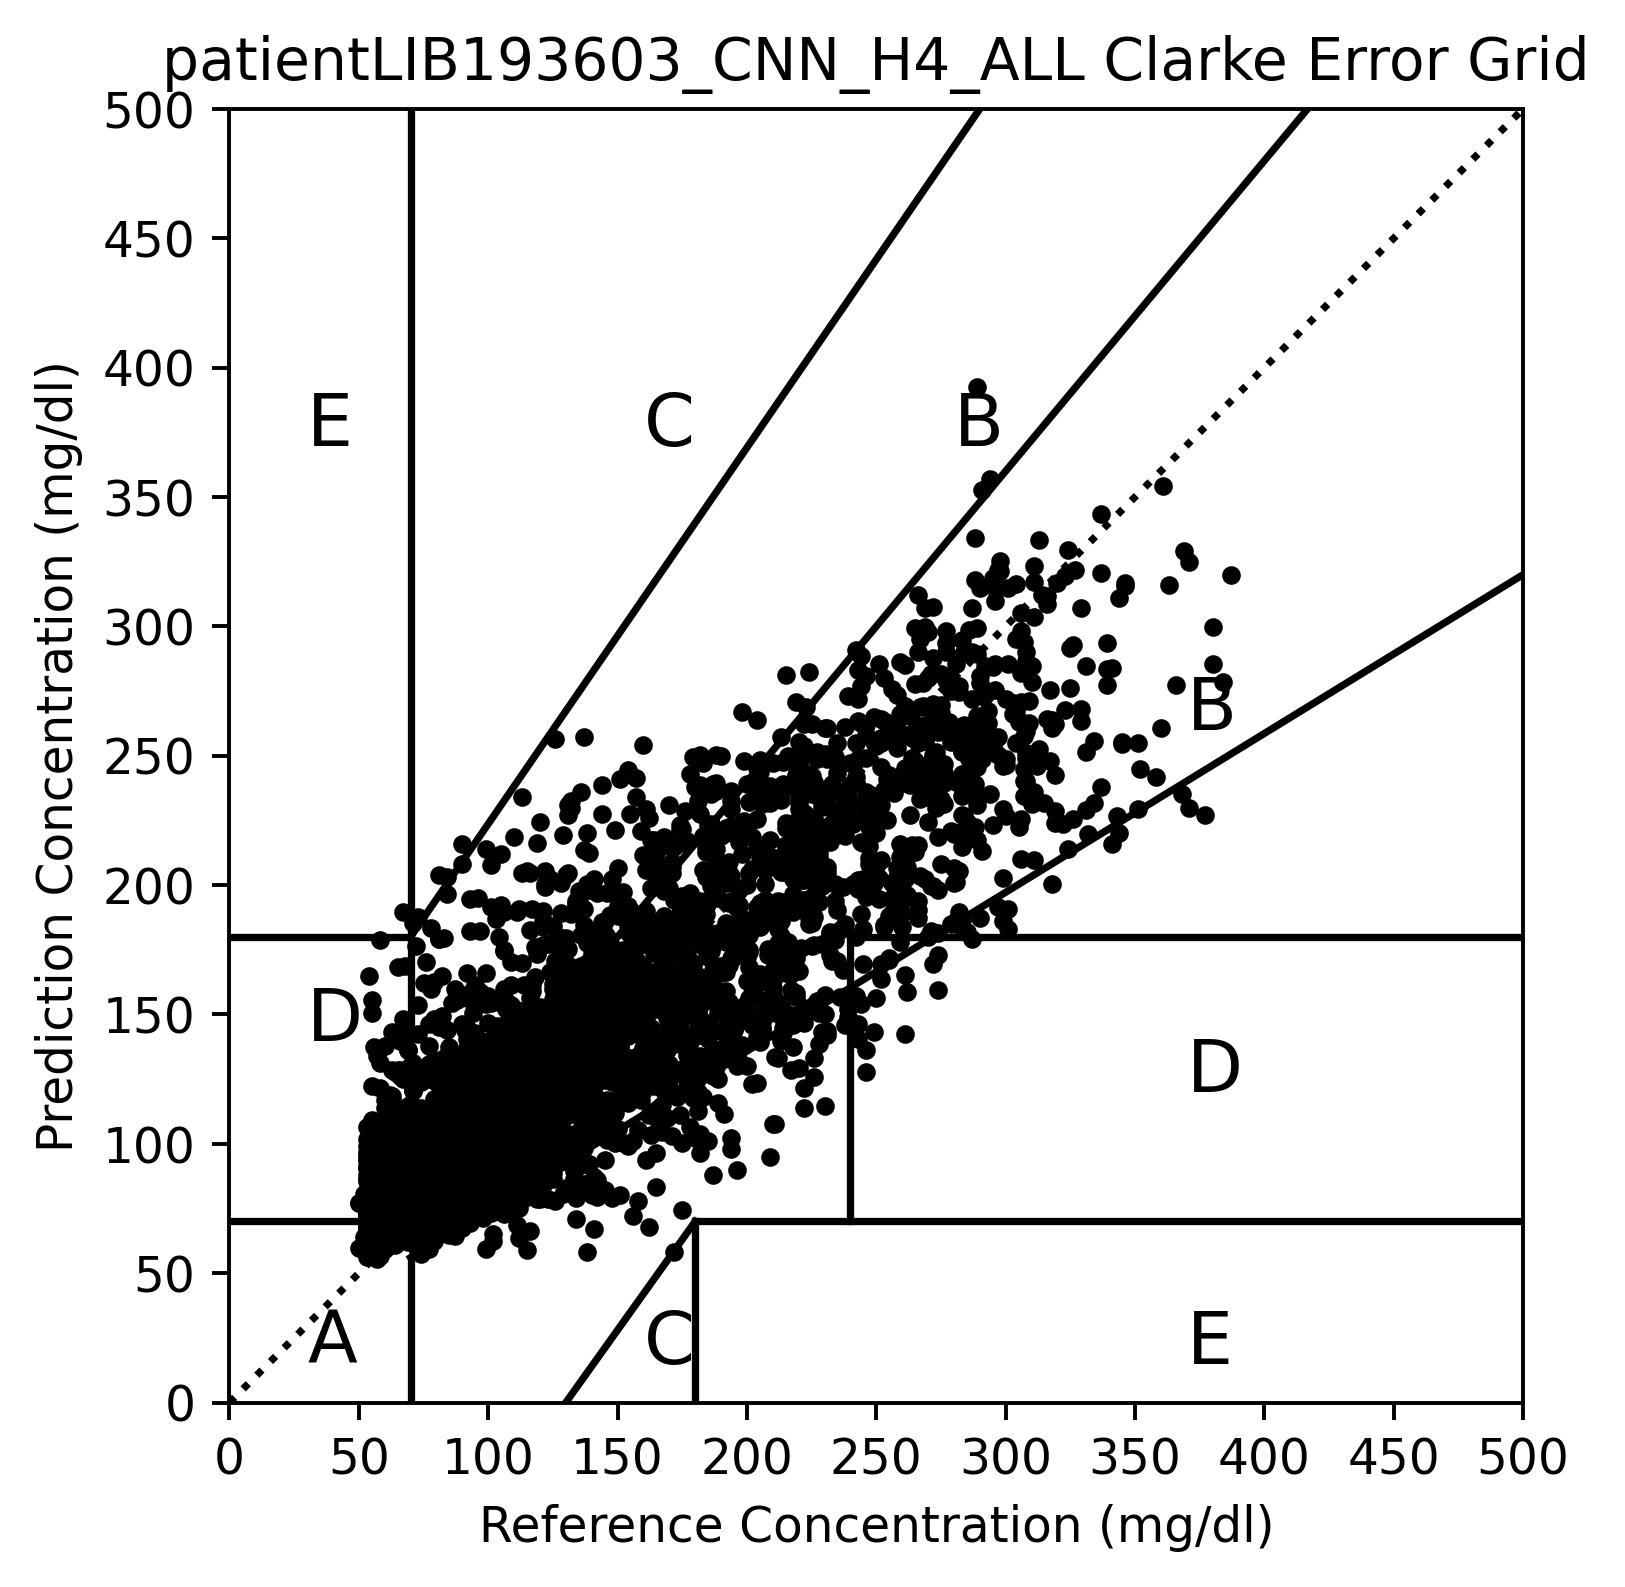 patientLIB193603_CNN_H4_ALL Clarke Error Grid
500
450
400
350
300
250
200
150
100
50
0
Prediction Concentration (mg/dl)
E
C
B
B
D
D
A
C
E
0 50 100 150 200 250 300 350 400 450 500
Reference Concentration (mg/dl)